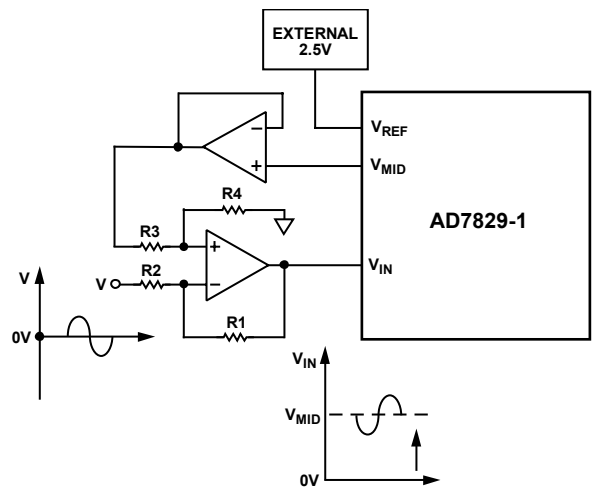 EXTERNAL
2.5V
VREF
VMID
AD7829-1
R4
R3
R2
V
VIN
R1
V
0V
VIN
VMID
0V
−
+
+
−